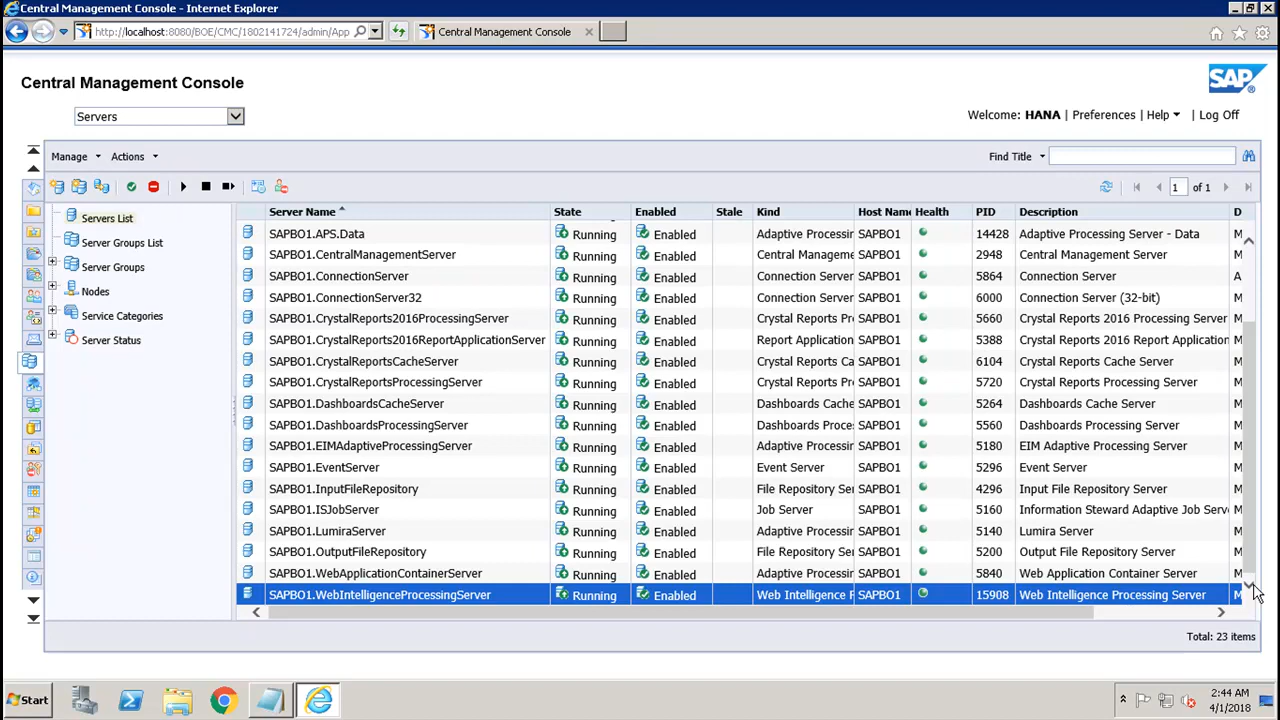 Central Management Console - Internet Explorer
http://localhost:8080/BOE/CMC/1802141724/admin/App
Central Management Console
Central Management Console
SAP
Servers
Welcome: HANA | Preferences | Help | Log Off
Manage Actions Find Title
1 of 1
Servers List
Server Groups List
Server Groups
Nodes
Service Categories
Server Status
Server Name State Enabled Stale Kind Host Name Health PID Description D
SAPBO1.APS.Data Running Enabled Adaptive Processin SAPBO1 14428 Adaptive Processing Server - Data M
SAPBO1.CentralManagementServer Running Enabled Central Manageme SAPBO1 2948 Central Management Server M
SAPBO1.ConnectionServer Running Enabled Connection Server SAPBO1 5864 Connection Server A
SAPBO1.ConnectionServer32 Running Enabled Connection Server SAPBO1 6000 Connection Server (32-bit) M
SAPBO1.CrystalReports2016ProcessingServer Running Enabled Crystal Reports Pr SAPBO1 5660 Crystal Reports 2016 Processing Server M
SAPBO1.CrystalReports2016ReportApplicationServer Running Enabled Report Application SAPBO1 5388 Crystal Reports 2016 Report Application M
SAPBO1.CrystalReportsCacheServer Running Enabled Crystal Reports Ca SAPBO1 6104 Crystal Reports Cache Server M
SAPBO1.CrystalReportsProcessingServer Running Enabled Crystal Reports Pr SAPBO1 5720 Crystal Reports Processing Server M
SAPBO1.DashboardsCacheServer Running Enabled Dashboards Cache SAPBO1 5264 Dashboards Cache Server M
SAPBO1.DashboardsProcessingServer Running Enabled Dashboards Proces SAPBO1 5560 Dashboards Processing Server M
SAPBO1.EIMAdaptiveProcessingServer Running Enabled Adaptive Processin SAPBO1 5180 EIM Adaptive Processing Server M
SAPBO1.EventServer Running Enabled Event Server SAPBO1 5296 Event Server M
SAPBO1.InputFileRepository Running Enabled File Repository Ser SAPBO1 4296 Input File Repository Server M
SAPBO1.ISJobServer Running Enabled Job Server SAPBO1 5160 Information Steward Adaptive Job Serve M
SAPBO1.LumiraServer Running Enabled Adaptive Processin SAPBO1 5140 Lumira Server M
SAPBO1.OutputFileRepository Running Enabled File Repository Ser SAPBO1 5200 Output File Repository Server M
SAPBO1.WebApplicationContainerServer Running Enabled Adaptive Processin SAPBO1 5840 Web Application Container Server M
SAPBO1.WebIntelligenceProcessingServer Running Enabled Web Intelligence P SAPBO1 15908 Web Intelligence Processing Server M
Total: 23 items
Start
2:44 AM
4/1/2018